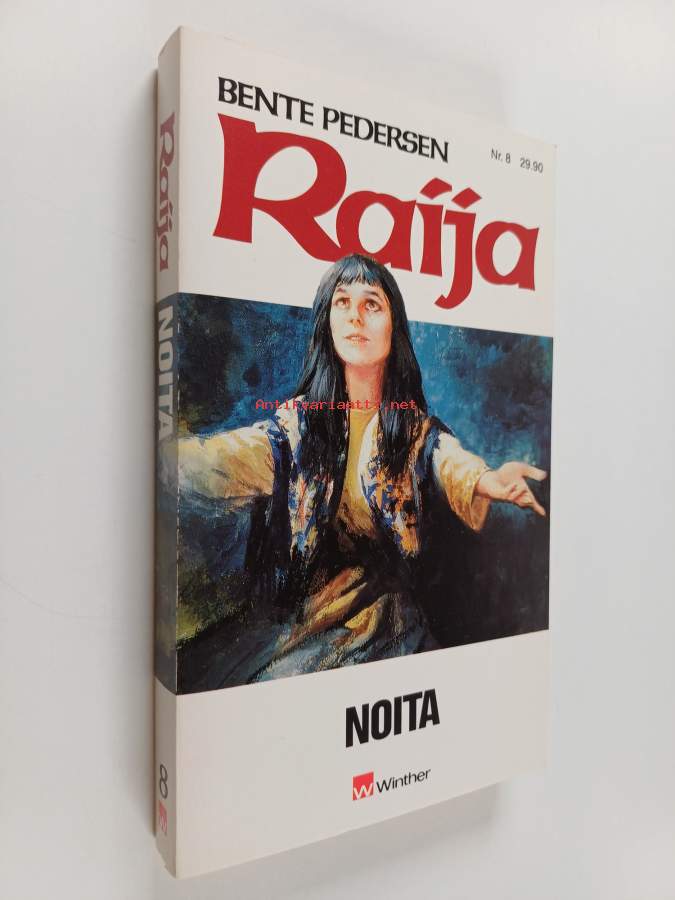 BENTE PEDERSEN
Nr. 8 29.90
Raija
Antikvariaatti.net
NOITA
W Winther
Raija
NOITA
8
W